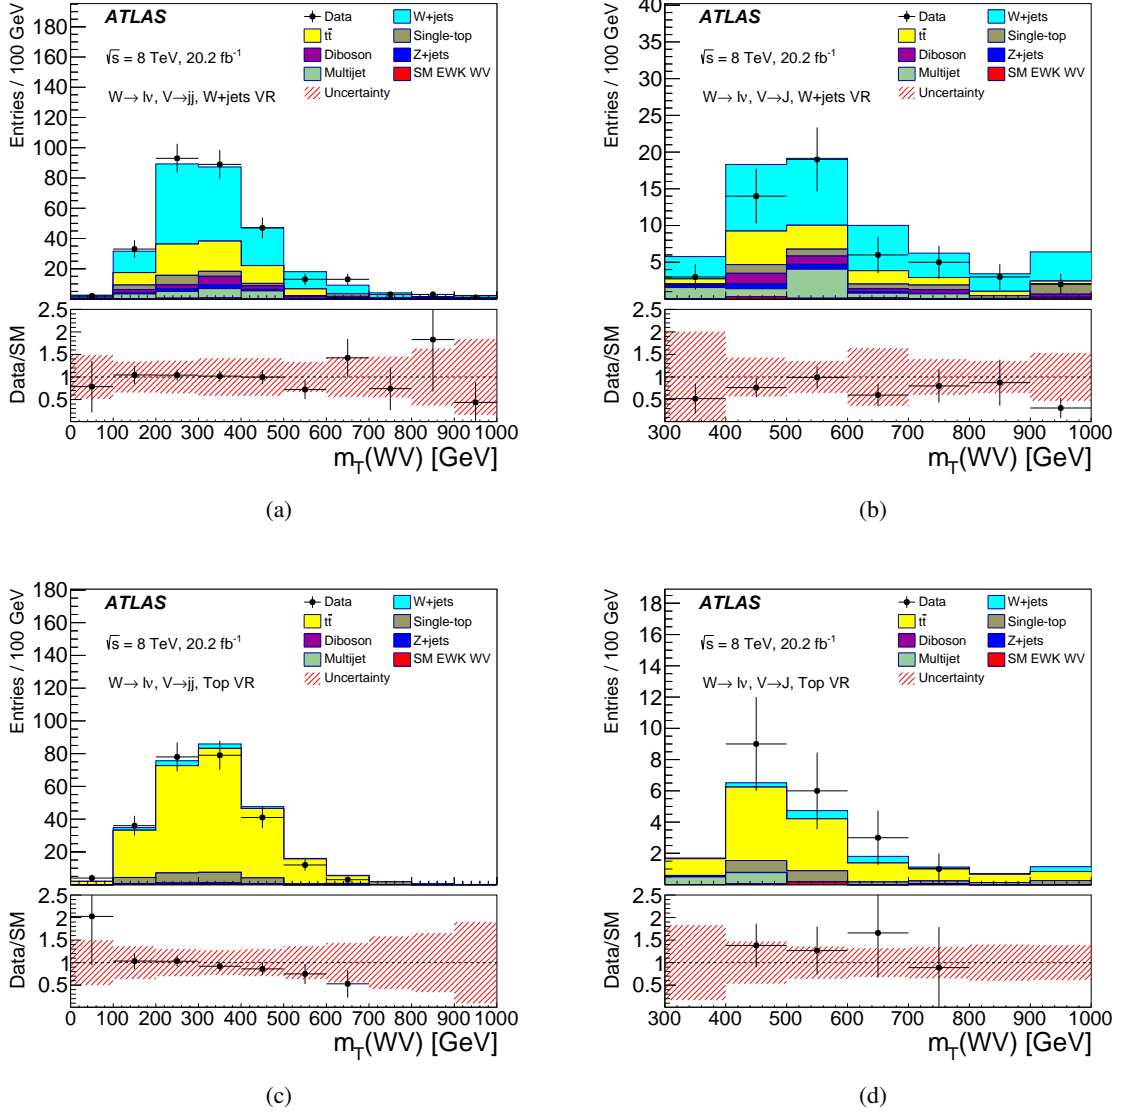 ATLAS
√s = 8 TeV, 20.2 fb⁻¹
W→ lν, V→jj, W+jets VR
Data
tt̄
Diboson
Multijet
Uncertainty
W+jets
Single-top
Z+jets
SM EWK WV
Entries / 100 GeV
180
160
140
120
100
80
60
40
20
Data/SM
2.5
2
1.5
1
0.5
0 100 200 300 400 500 600 700 800 900 1000
m_T(WV) [GeV]
(a)
ATLAS
√s = 8 TeV, 20.2 fb⁻¹
W→ lν, V→J, W+jets VR
Data
tt̄
Diboson
Multijet
Uncertainty
W+jets
Single-top
Z+jets
SM EWK WV
Entries / 100 GeV
40
35
30
25
20
15
10
5
Data/SM
2.5
2
1.5
1
0.5
300 400 500 600 700 800 900 1000
m_T(WV) [GeV]
(b)
ATLAS
√s = 8 TeV, 20.2 fb⁻¹
W→ lν, V→jj, Top VR
Data
tt̄
Diboson
Multijet
Uncertainty
W+jets
Single-top
Z+jets
SM EWK WV
Entries / 100 GeV
180
160
140
120
100
80
60
40
20
Data/SM
2.5
2
1.5
1
0.5
0 100 200 300 400 500 600 700 800 900 1000
m_T(WV) [GeV]
(c)
ATLAS
√s = 8 TeV, 20.2 fb⁻¹
W→ lν, V→J, Top VR
Data
tt̄
Diboson
Multijet
Uncertainty
W+jets
Single-top
Z+jets
SM EWK WV
Entries / 100 GeV
18
16
14
12
10
8
6
4
2
Data/SM
2.5
2
1.5
1
0.5
300 400 500 600 700 800 900 1000
m_T(WV) [GeV]
(d)